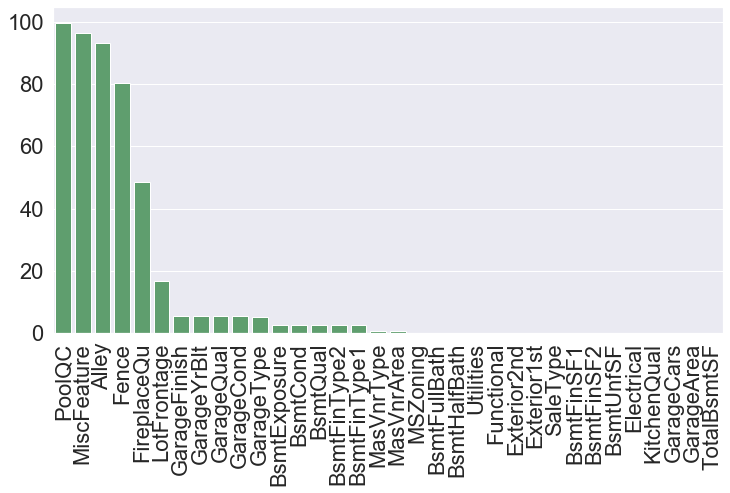 100
80
60
40
20
0
PoolQC
MiscFeature
Alley
Fence
FireplaceQu
LotFrontage
GarageFinish
GarageYrBlt
GarageQual
GarageCond
GarageType
BsmtExposure
BsmtCond
BsmtQual
BsmtFinType2
BsmtFinType1
MasVnrType
MasVnrArea
MSZoning
BsmtFullBath
BsmtHalfBath
Utilities
Functional
Exterior2nd
Exterior1st
SaleType
BsmtFinSF1
BsmtFinSF2
BsmtUnfSF
Electrical
KitchenQual
GarageCars
GarageArea
TotalBsmtSF